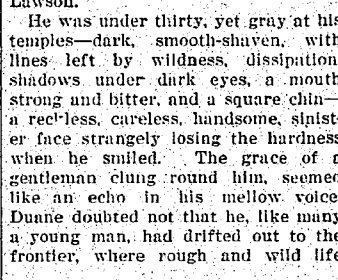 Lawson.
He was under thirty, yet gray at his
temples—dark, smooth-shaven, with
lines left by wildness, dissipation
shadows under dark eyes, a mouth
strong and bitter, and a square chin—
a reckless, careless, handsome, sinist-
er face strangely losing the hardness
when he smiled. The grace of a
gentleman clung round him, seemed
like an echo in his mellow voice
Duane doubted not that he, like many
a young man, had drifted out to the
frontier, where rough and wild life